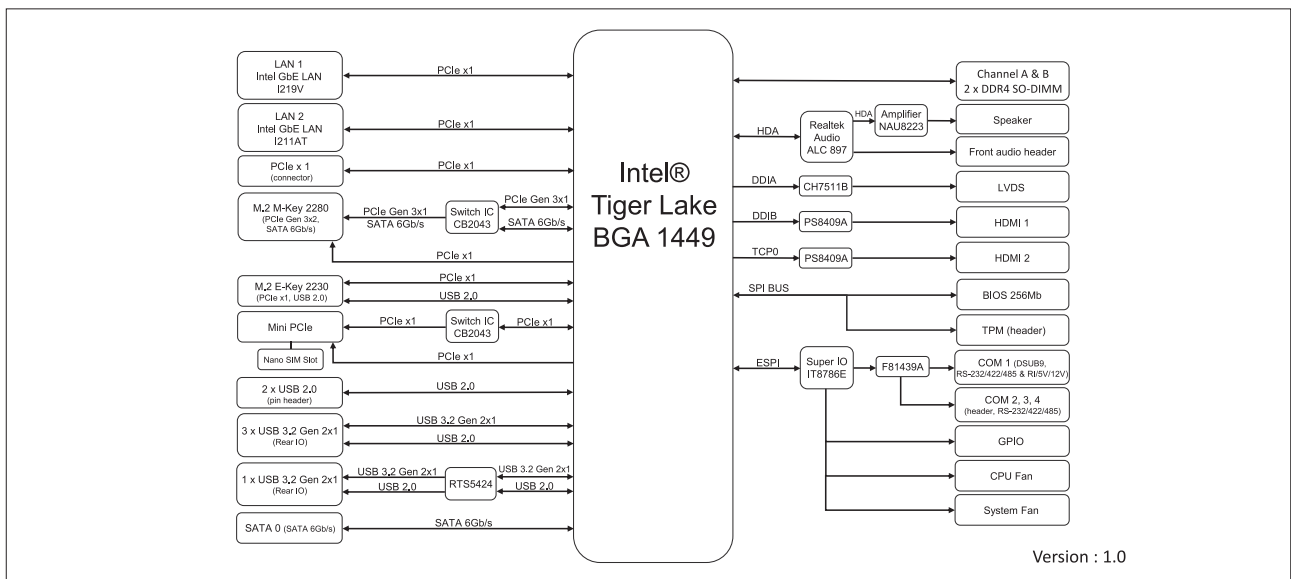 LAN 1
Intel GbE LAN
I219V
PCIe x1
LAN 2
Intel GbE LAN
I211AT
PCIe x1
PCIe x 1
(connector)
PCIe x1
M.2 M-Key 2280
(PCIe Gen 3x2,
SATA 6Gb/s)
PCIe Gen 3x1
SATA 6Gb/s
Switch IC
CB2043
PCIe Gen 3x1
SATA 6Gb/s
PCIe x1
M.2 E-Key 2230
(PCIe x1, USB 2.0)
PCIe x1
USB 2.0
Mini PCIe
PCIe x1
Switch IC
CB2043
PCIe x1
Nano SIM Slot
PCIe x1
2 x USB 2.0
(pin header)
USB 2.0
3 x USB 3.2 Gen 2x1
(Rear IO)
USB 3.2 Gen 2x1
USB 2.0
1 x USB 3.2 Gen 2x1
(Rear IO)
USB 3.2 Gen 2x1
USB 2.0
RTS5424
USB 3.2 Gen 2x1
USB 2.0
SATA 0 (SATA 6Gb/s)
SATA 6Gb/s
Intel®
Tiger Lake
BGA 1449
Channel A & B
2 x DDR4 SO-DIMM
HDA
Realtek
Audio
ALC 897
HDA
Amplifier
NAU8223
Speaker
Front audio header
DDIA
CH7511B
LVDS
DDIB
PS8409A
HDMI 1
TCP0
PS8409A
HDMI 2
SPI BUS
BIOS 256Mb
TPM (header)
ESPI
Super IO
IT8786E
F81439A
COM 1 (DSUB9,
RS-232/422/485 & RI/5V/12V)
COM 2, 3, 4
(header, RS-232/422/485)
GPIO
CPU Fan
System Fan
Version : 1.0